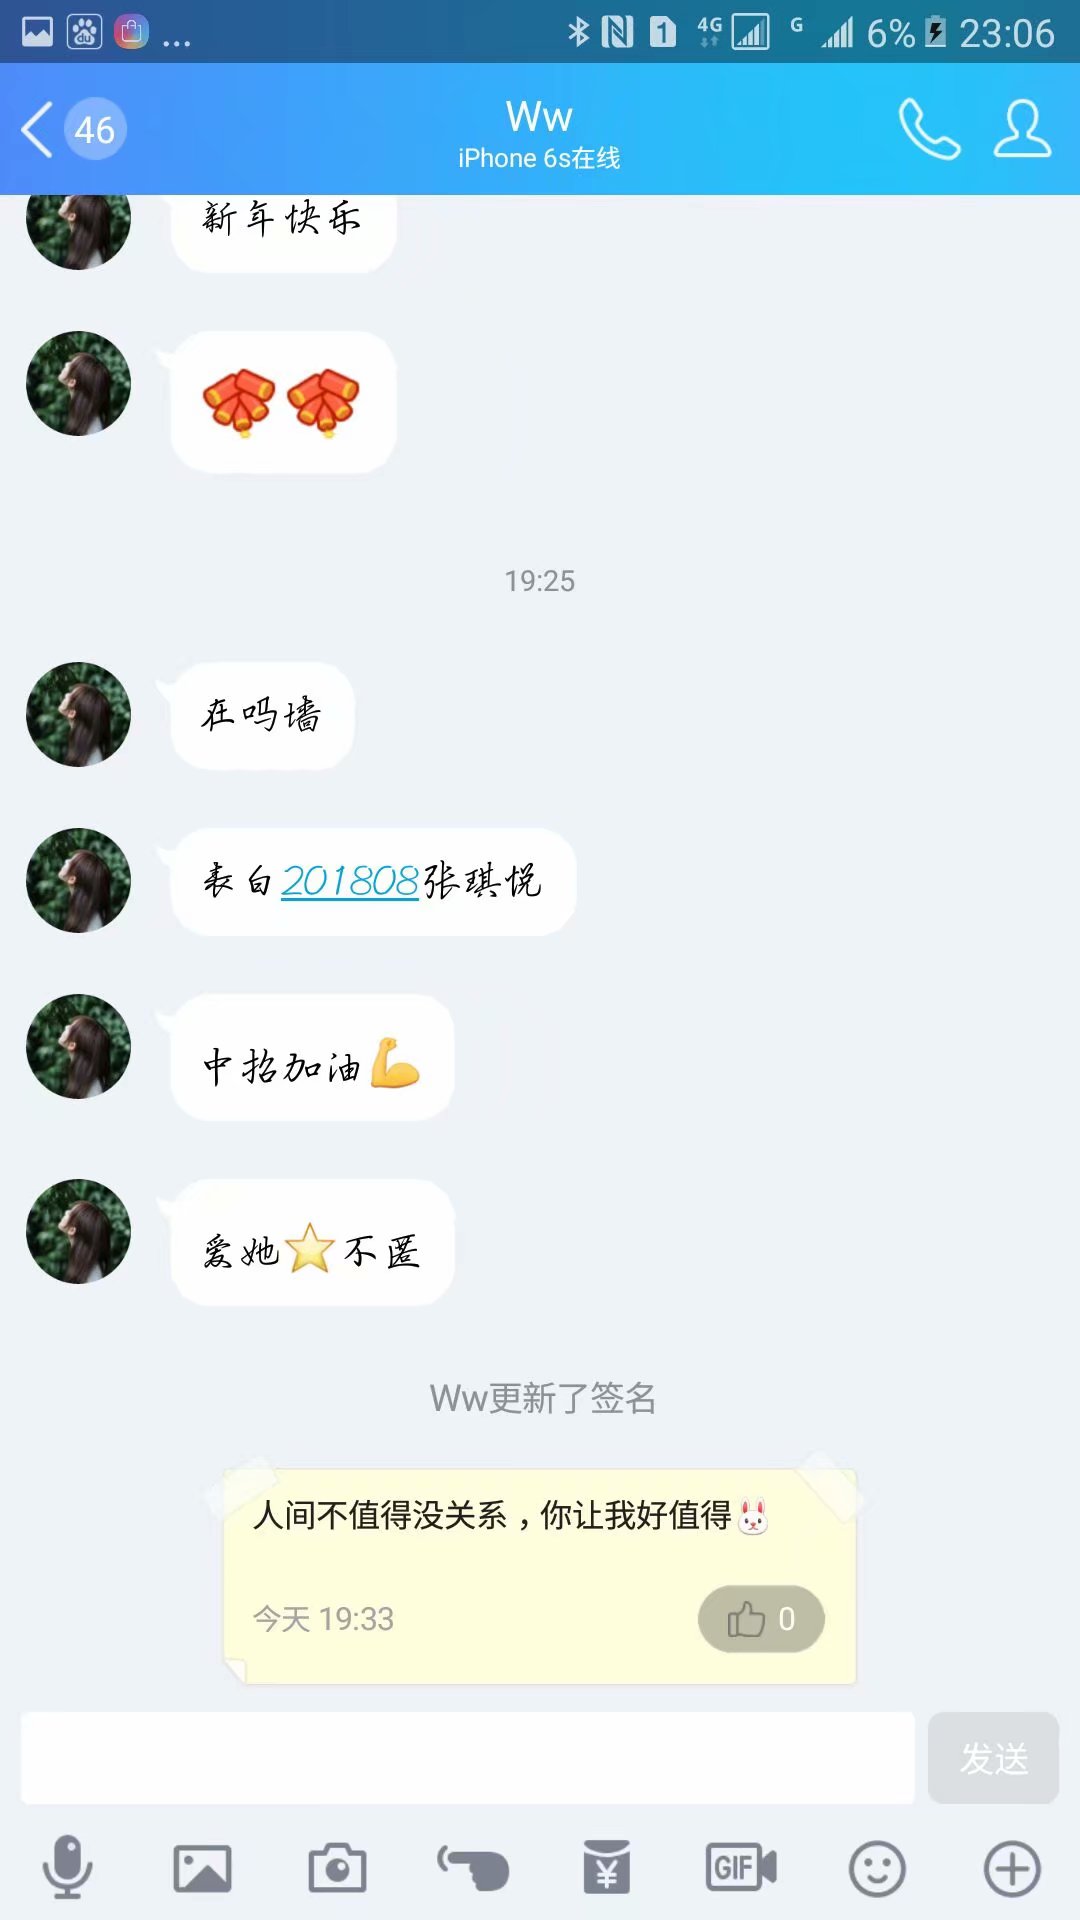 4G
G
6%
23:06
46
Ww
iPhone 6s在线
新年快乐
19:25
在吗墙
表白201808张琪悦
中招加油💪
爱她⭐不匿
Ww更新了签名
人间不值得没关系，你让我好值得🐰
今天 19:33
0
发送
GIF